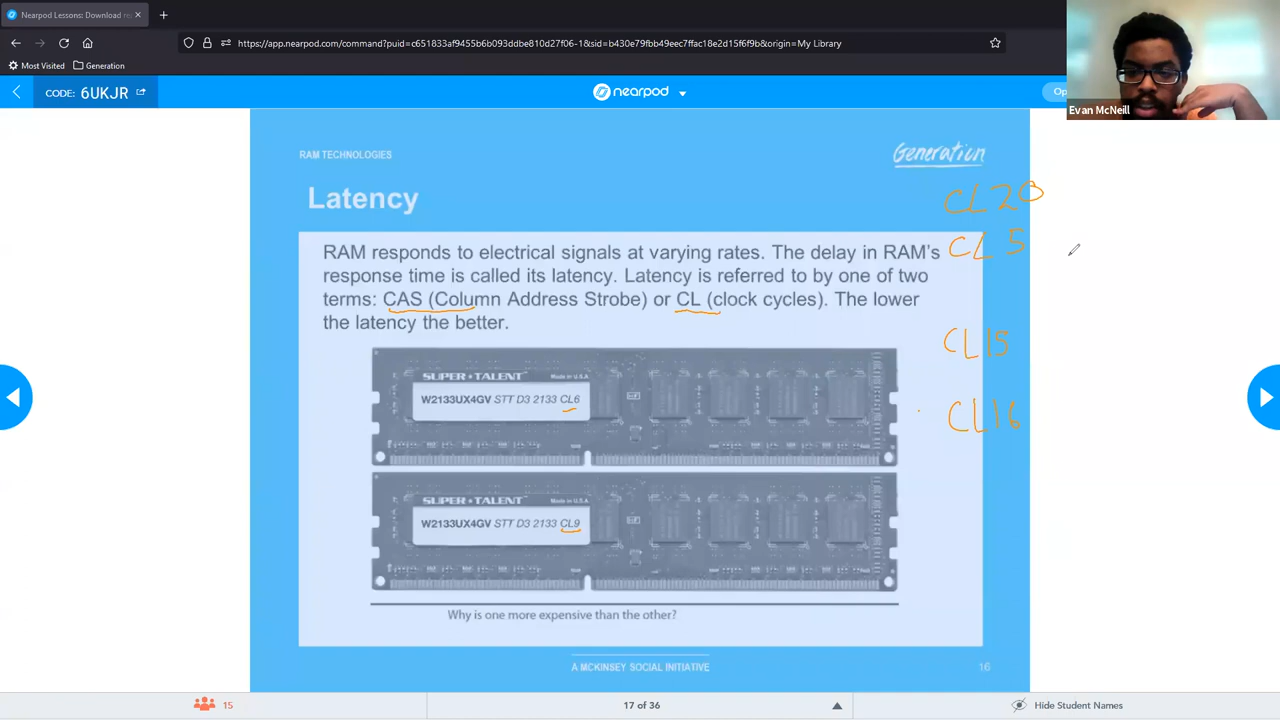 Nearpod Lessons: Download re
https://app.nearpod.com/command?puid=c651833af9455b6b093ddbe810d27f06-1&sid=b430e79fbb49eec7ffac18e2d15f6f9b&origin=My Library
Most Visited
Generation
Evan McNeill
CODE: 6UKJR
nearpod
Op
RAM TECHNOLOGIES
Generation
Latency
CL20
CL5
RAM responds to electrical signals at varying rates. The delay in RAM's
response time is called its latency. Latency is referred to by one of two
terms: CAS (Column Address Strobe) or CL (clock cycles). The lower
the latency the better.
CL15
CL16
SUPER★TALENT
Made in U.S.A
W2133UX4GV STT D3 2133 CL6
SUPER★TALENT
Made in U.S.A
W2133UX4GV STT D3 2133 CL9
Why is one more expensive than the other?
A MCKINSEY SOCIAL INITIATIVE
16
15
17 of 36
Hide Student Names